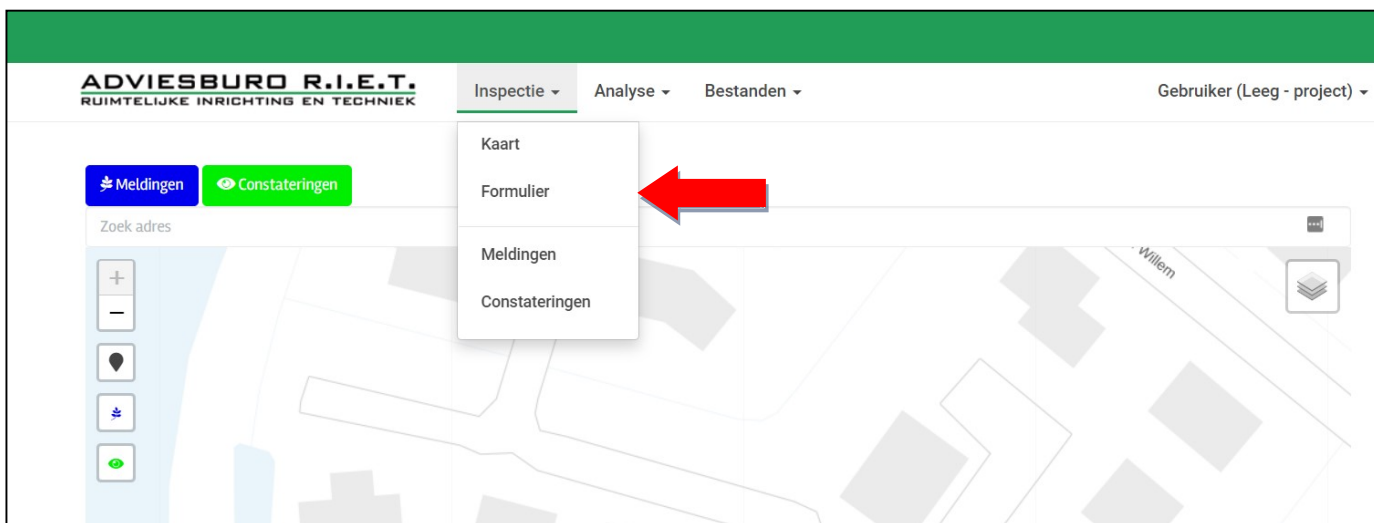 ADVIESBURO R.I.E.T.
RUIMTELIJKE INRICHTING EN TECHNIEK
Inspectie
Analyse
Bestanden
Gebruiker (Leeg - project)
Kaart
Formulier
Meldingen
Constateringen
Meldingen
Constateringen
Zoek adres
Willem